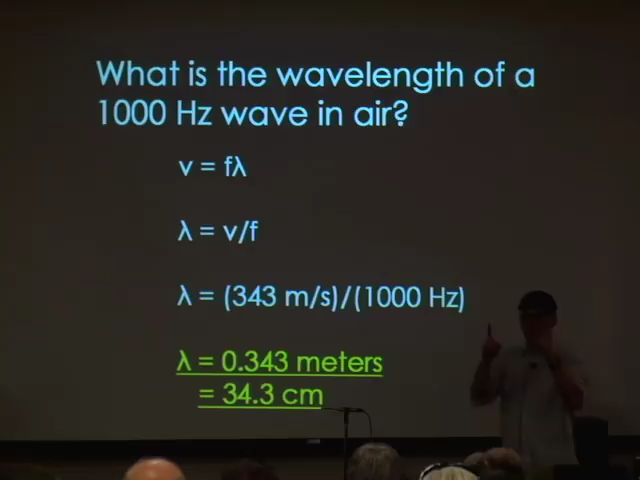 What is the wavelength of a
1000 Hz wave in air?
v = fλ
λ = v/f
λ = (343 m/s)/(1000 Hz)
λ = 0.343 meters
= 34.3 cm